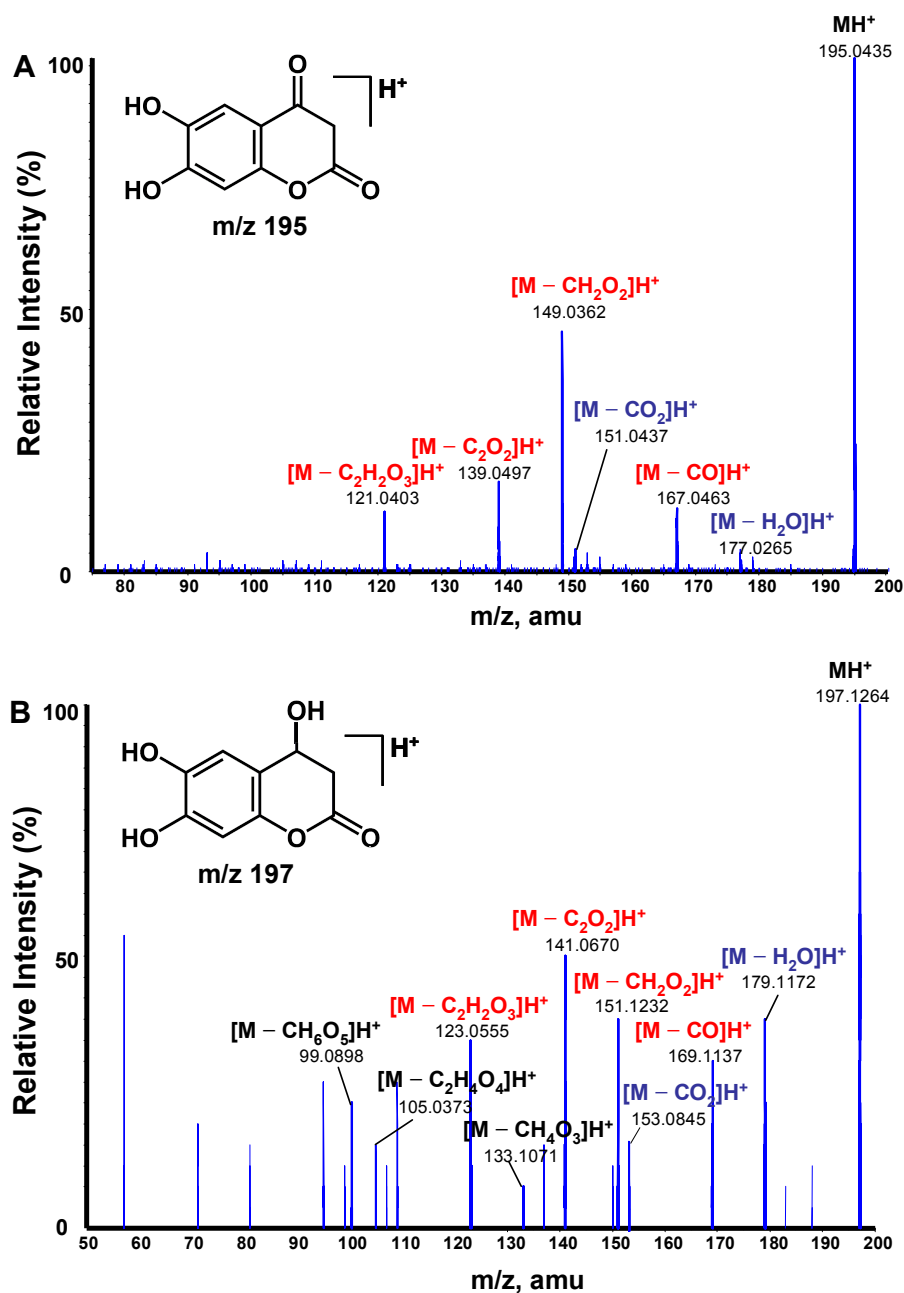 A
100
50
0
Relative Intensity (%)
O
HO
HO
O
O
H⁺
m/z 195
MH⁺
195.0435
[M – CH₂O₂]H⁺
149.0362
[M – CO₂]H⁺
151.0437
[M – C₂O₂]H⁺
139.0497
[M – C₂H₂O₃]H⁺
121.0403
[M – CO]H⁺
167.0463
[M – H₂O]H⁺
177.0265
80 90 100 110 120 130 140 150 160 170 180 190 200
m/z, amu
B
100
50
0
Relative Intensity (%)
OH
HO
HO
O
O
H⁺
m/z 197
MH⁺
197.1264
[M – C₂O₂]H⁺
141.0670
[M – H₂O]H⁺
179.1172
[M – CH₂O₂]H⁺
151.1232
[M – C₂H₂O₃]H⁺
123.0555
[M – CO]H⁺
169.1137
[M – CH₆O₅]H⁺
99.0898
[M – C₂H₄O₄]H⁺
105.0373
[M – CO₂]H⁺
153.0845
[M – CH₄O₃]H⁺
133.1071
50 60 70 80 90 100 110 120 130 140 150 160 170 180 190 200
m/z, amu